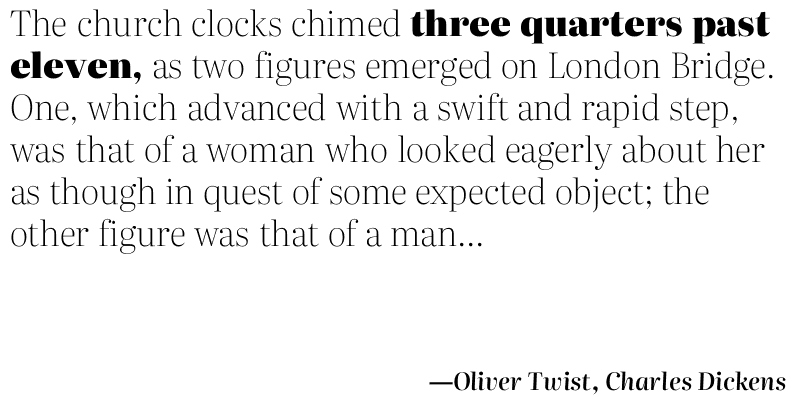 The church clocks chimed three quarters past
eleven, as two figures emerged on London Bridge.
One, which advanced with a swift and rapid step,
was that of a woman who looked eagerly about her
as though in quest of some expected object; the
other figure was that of a man...
—Oliver Twist, Charles Dickens